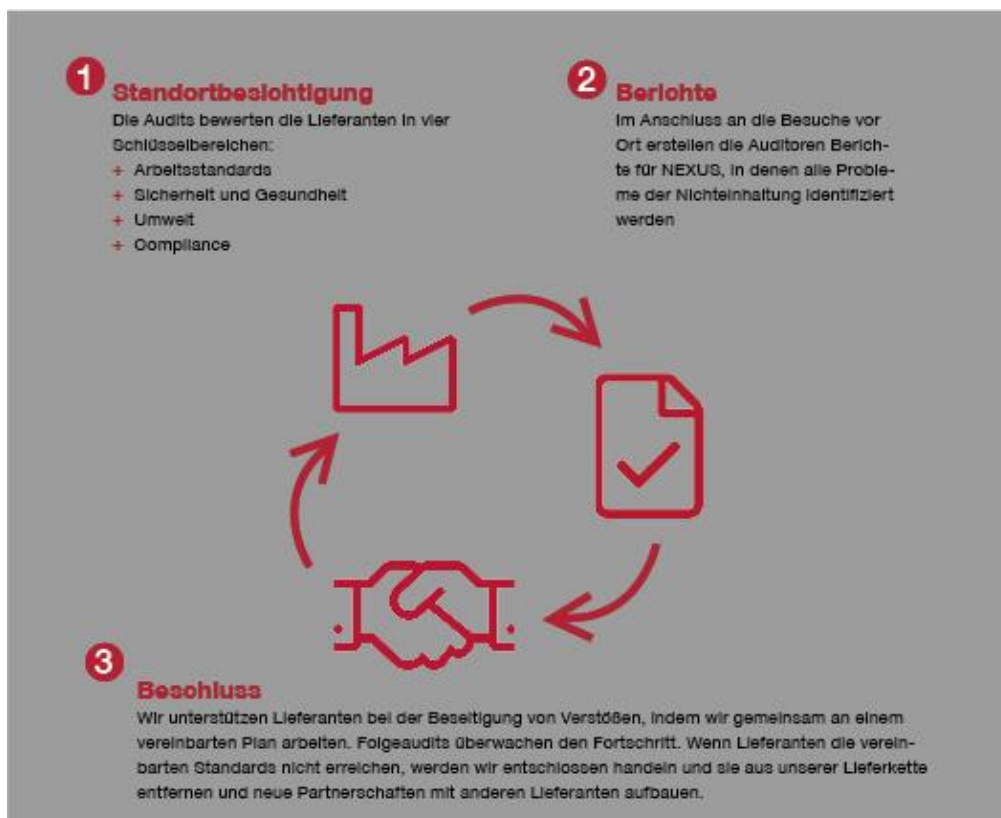 1
Standortbesichtigung
Die Audits bewerten die Lieferanten in vier
Schlüsselbereichen:
+ Arbeitsstandards
+ Sicherheit und Gesundheit
+ Umwelt
+ Compliance
2
Berichte
Im Anschluss an die Besuche vor
Ort erstellen die Auditoren Berich-
te für NEXUS, in denen alle Proble-
me der Nichteinhaltung identifiziert
werden
3
Beschluss
Wir unterstützen Lieferanten bei der Beseitigung von Verstößen, indem wir gemeinsam an einem
vereinbarten Plan arbeiten. Folgeaudits überwachen den Fortschritt. Wenn Lieferanten die verein-
barten Standards nicht erreichen, werden wir entschlossen handeln und sie aus unserer Lieferkette
entfernen und neue Partnerschaften mit anderen Lieferanten aufbauen.